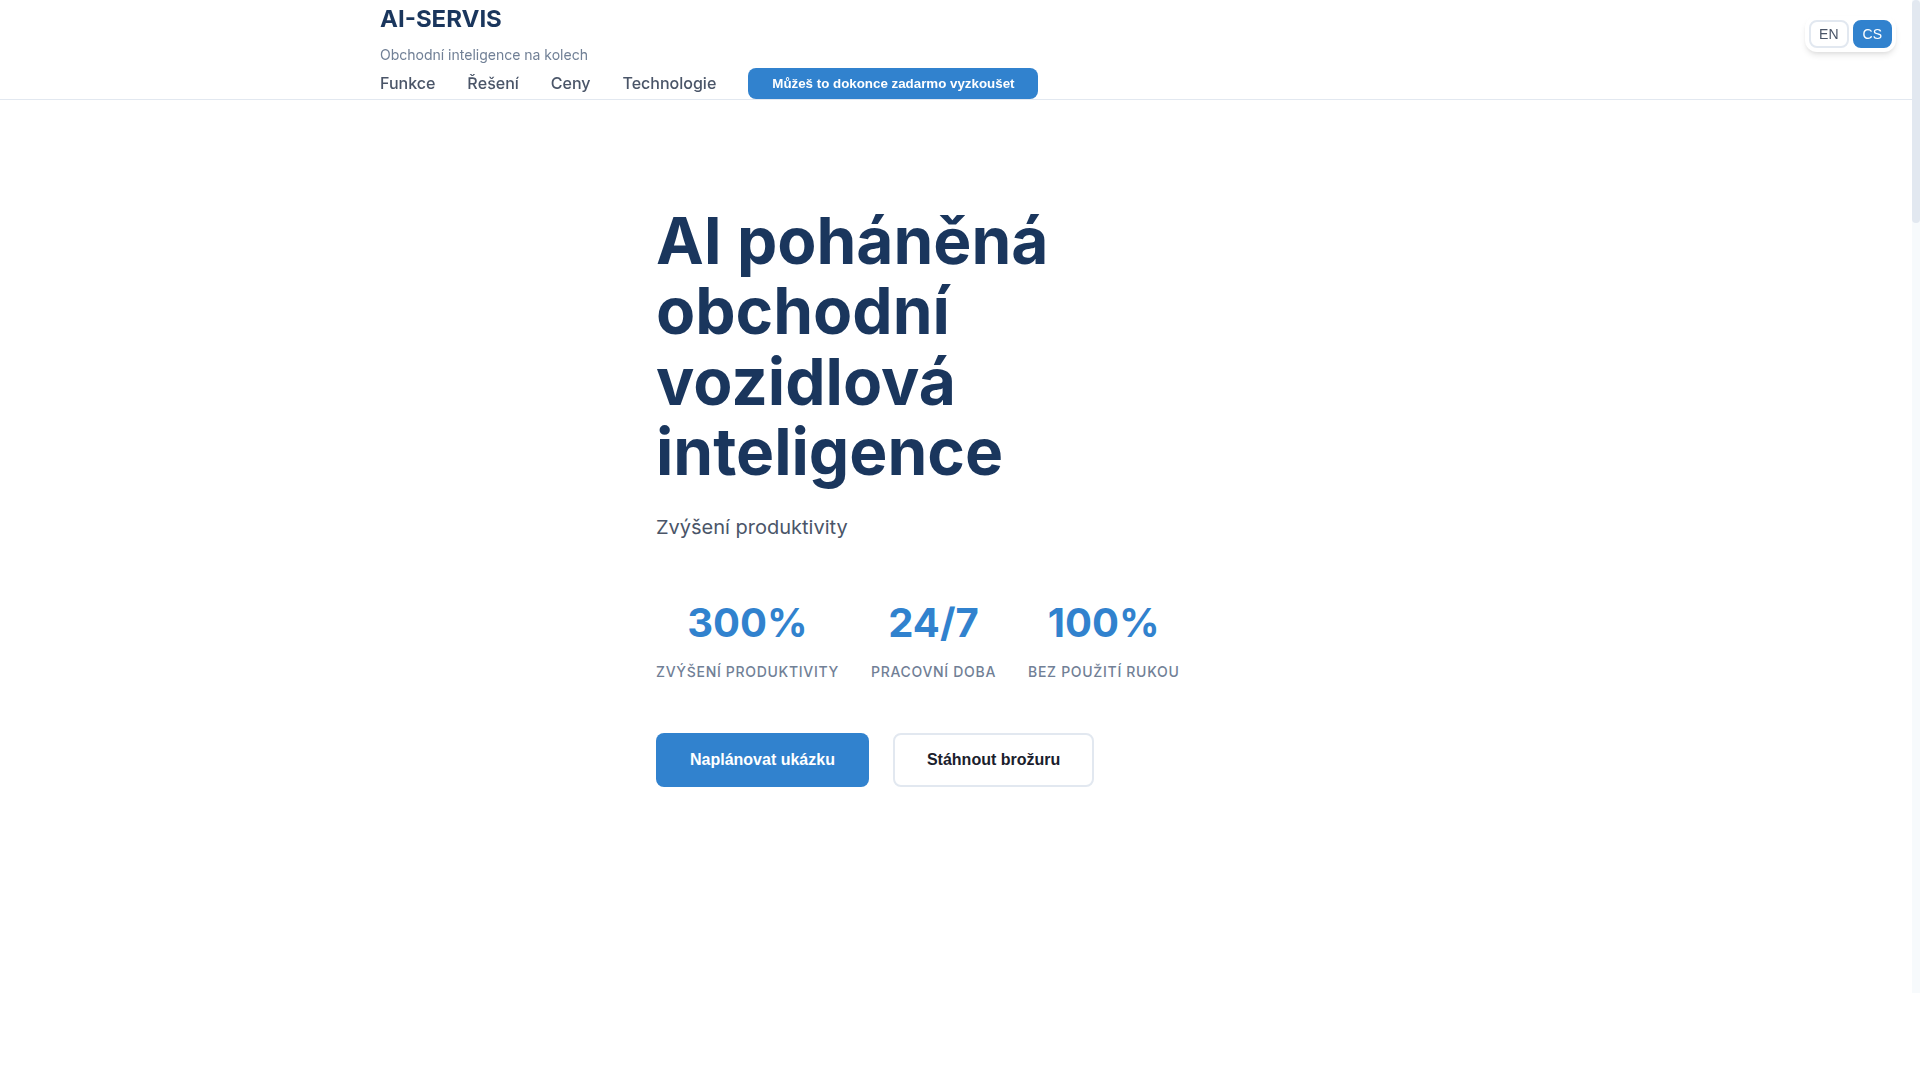 AI-SERVIS
Obchodní inteligence na kolech
Funkce
Řešení
Ceny
Technologie
Můžeš to dokonce zadarmo vyzkoušet
EN
CS
AI poháněná
obchodní
vozidlová
inteligence
Zvýšení produktivity
300%
ZVÝŠENÍ PRODUKTIVITY
24/7
PRACOVNÍ DOBA
100%
BEZ POUŽITÍ RUKOU
Naplánovat ukázku
Stáhnout brožuru